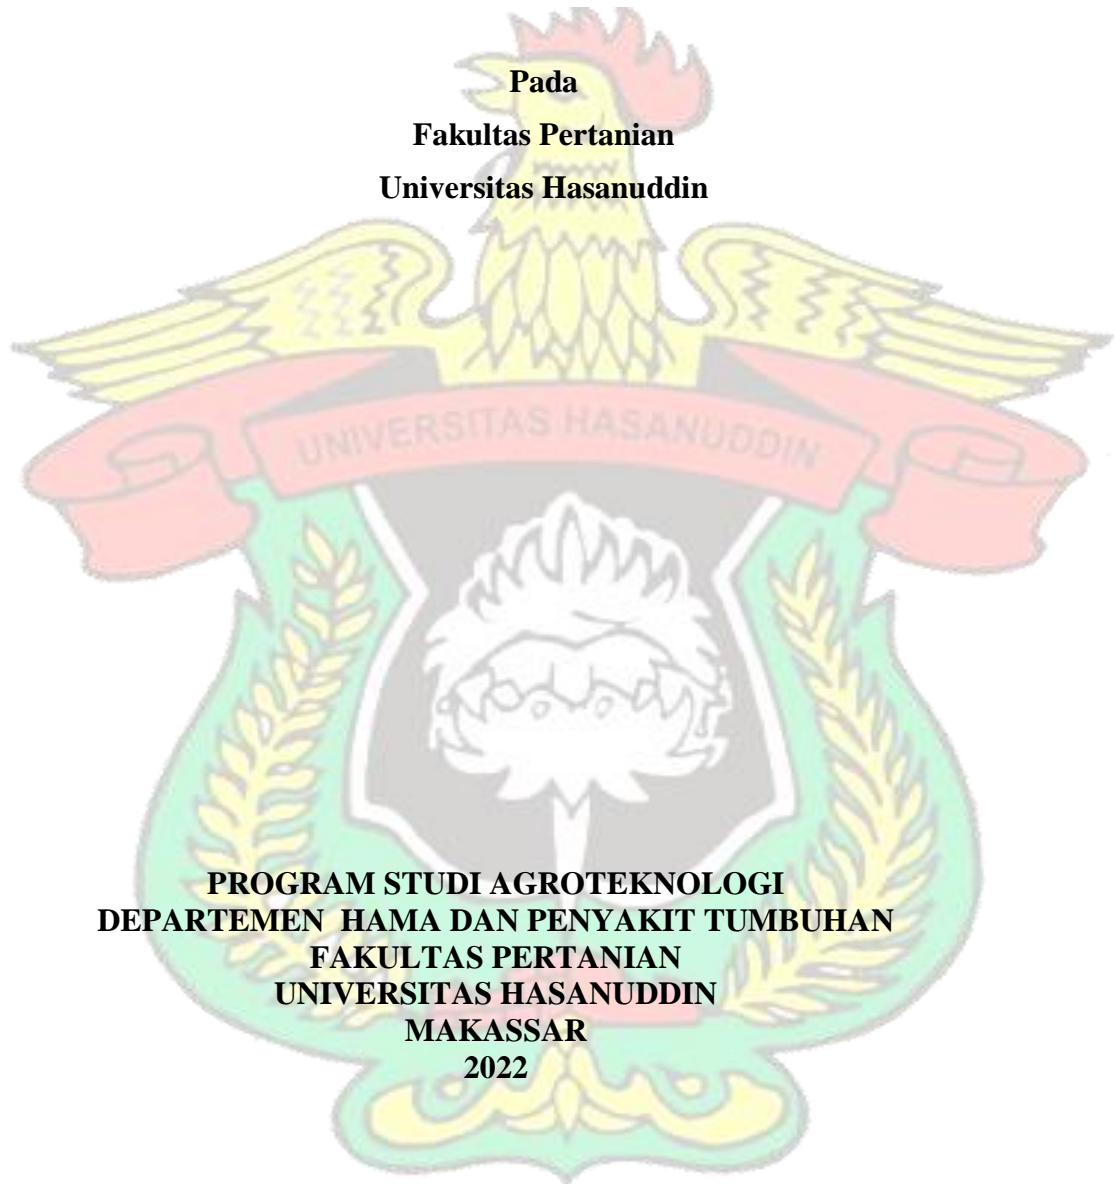 Pada
Fakultas Pertanian
Universitas Hasanuddin
UNIVERSITAS HASANUDDIN
PROGRAM STUDI AGROTEKNOLOGI
DEPARTEMEN HAMA DAN PENYAKIT TUMBUHAN
FAKULTAS PERTANIAN
UNIVERSITAS HASANUDDIN
MAKASSAR
2022